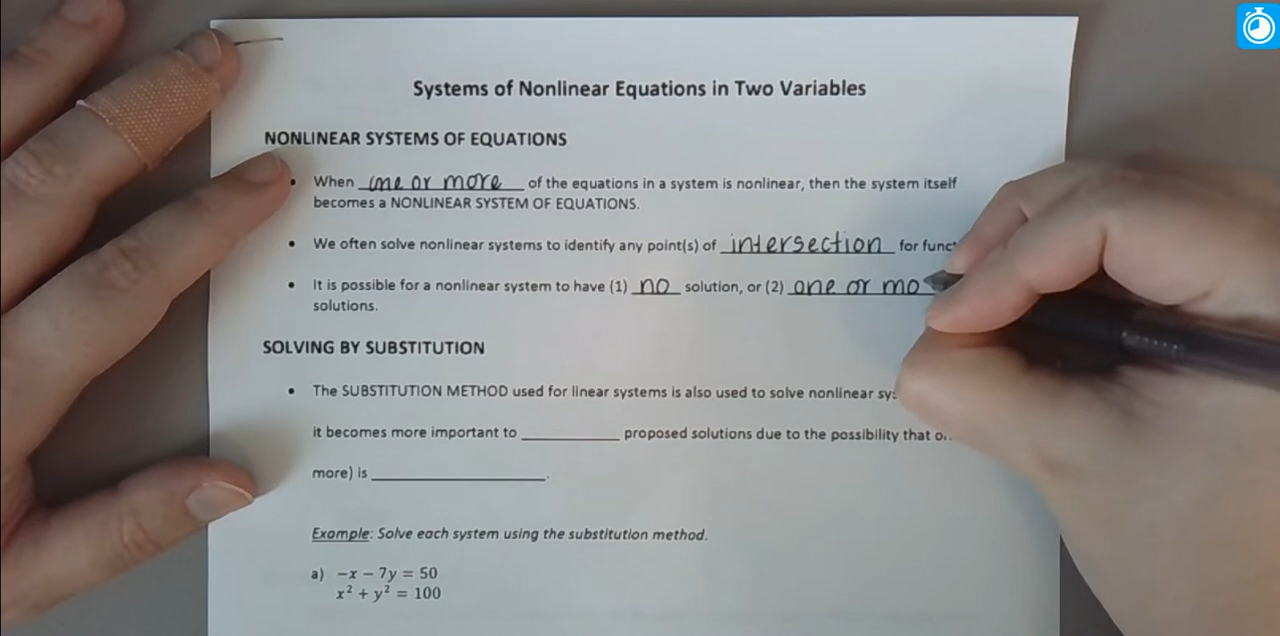 Systems of Nonlinear Equations in Two Variables
NONLINEAR SYSTEMS OF EQUATIONS
• When one or more of the equations in a system is nonlinear, then the system itself
becomes a NONLINEAR SYSTEM OF EQUATIONS.
• We often solve nonlinear systems to identify any point(s) of intersection for func
• It is possible for a nonlinear system to have (1) no solution, or (2) one or mo
solutions.
SOLVING BY SUBSTITUTION
• The SUBSTITUTION METHOD used for linear systems is also used to solve nonlinear sy
it becomes more important to __________ proposed solutions due to the possibility that
more) is __________________.
Example: Solve each system using the substitution method.
a) −x − 7y = 50
x² + y² = 100